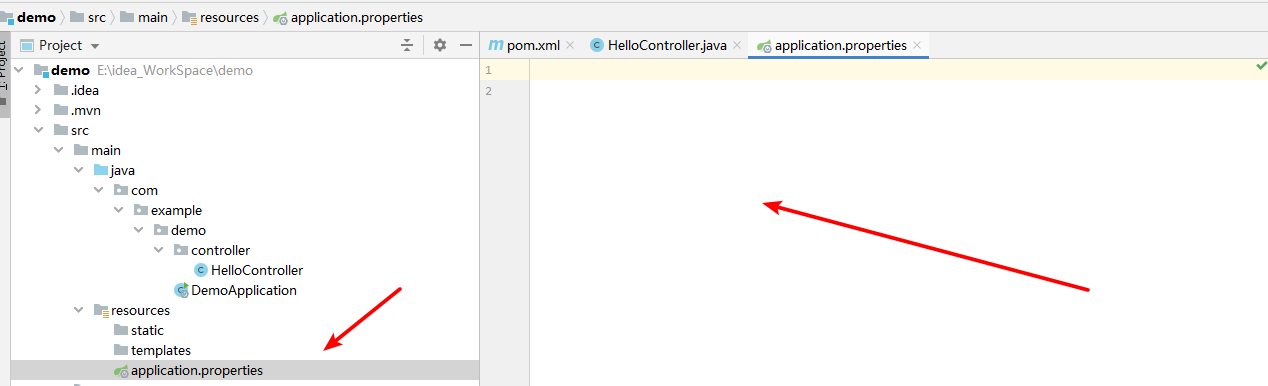 demo src main resources application.properties
Project
pom.xml HelloController.java application.properties
1: Project
demo E:\idea_WorkSpace\demo
.idea
.mvn
src
main
java
com
example
demo
controller
HelloController
DemoApplication
resources
static
templates
application.properties
1
2